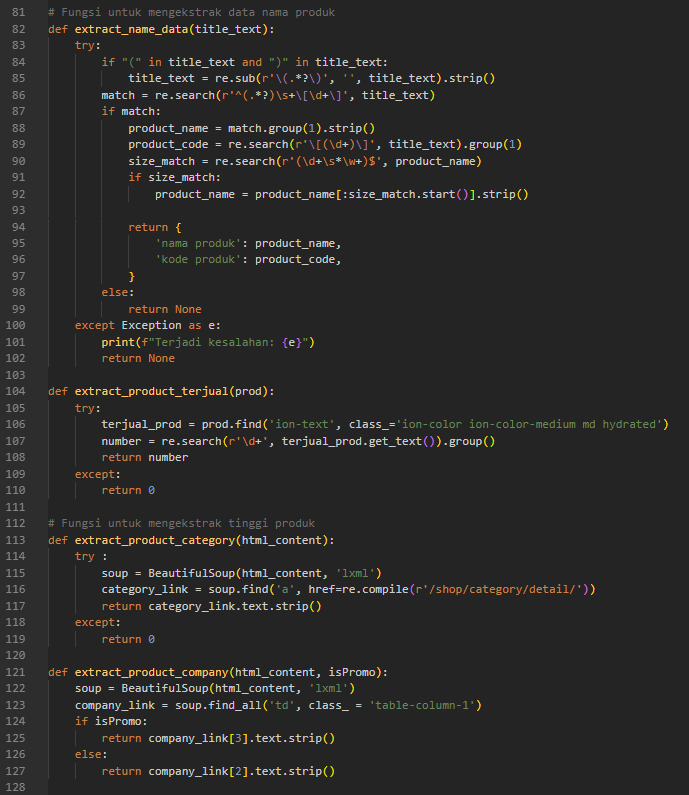 81 # Fungsi untuk mengekstrak data nama produk
82 def extract_name_data(title_text):
83     try:
84         if "(" in title_text and ")" in title_text:
85             title_text = re.sub(r'\(.*?\)', '', title_text).strip()
86         match = re.search(r'^(.*?)\s+\[\d+\]', title_text)
87         if match:
88             product_name = match.group(1).strip()
89             product_code = re.search(r'\[(\d+)\]', title_text).group(1)
90             size_match = re.search(r'(\d+\s*\w+)$', product_name)
91             if size_match:
92                 product_name = product_name[:size_match.start()].strip()
93
94             return {
95                 'nama produk': product_name,
96                 'kode produk': product_code,
97             }
98         else:
99             return None
100     except Exception as e:
101         print(f"Terjadi kesalahan: {e}")
102         return None
103
104 def extract_product_terjual(prod):
105     try:
106         terjual_prod = prod.find('ion-text', class_='ion-color ion-color-medium md hydrated')
107         number = re.search(r'\d+', terjual_prod.get_text()).group()
108         return number
109     except:
110         return 0
111
112 # Fungsi untuk mengekstrak tinggi produk
113 def extract_product_category(html_content):
114     try :
115         soup = BeautifulSoup(html_content, 'lxml')
116         category_link = soup.find('a', href=re.compile(r'/shop/category/detail/'))
117         return category_link.text.strip()
118     except:
119         return 0
120
121 def extract_product_company(html_content, isPromo):
122     soup = BeautifulSoup(html_content, 'lxml')
123     company_link = soup.find_all('td', class_ = 'table-column-1')
124     if isPromo:
125         return company_link[3].text.strip()
126     else:
127         return company_link[2].text.strip()
128